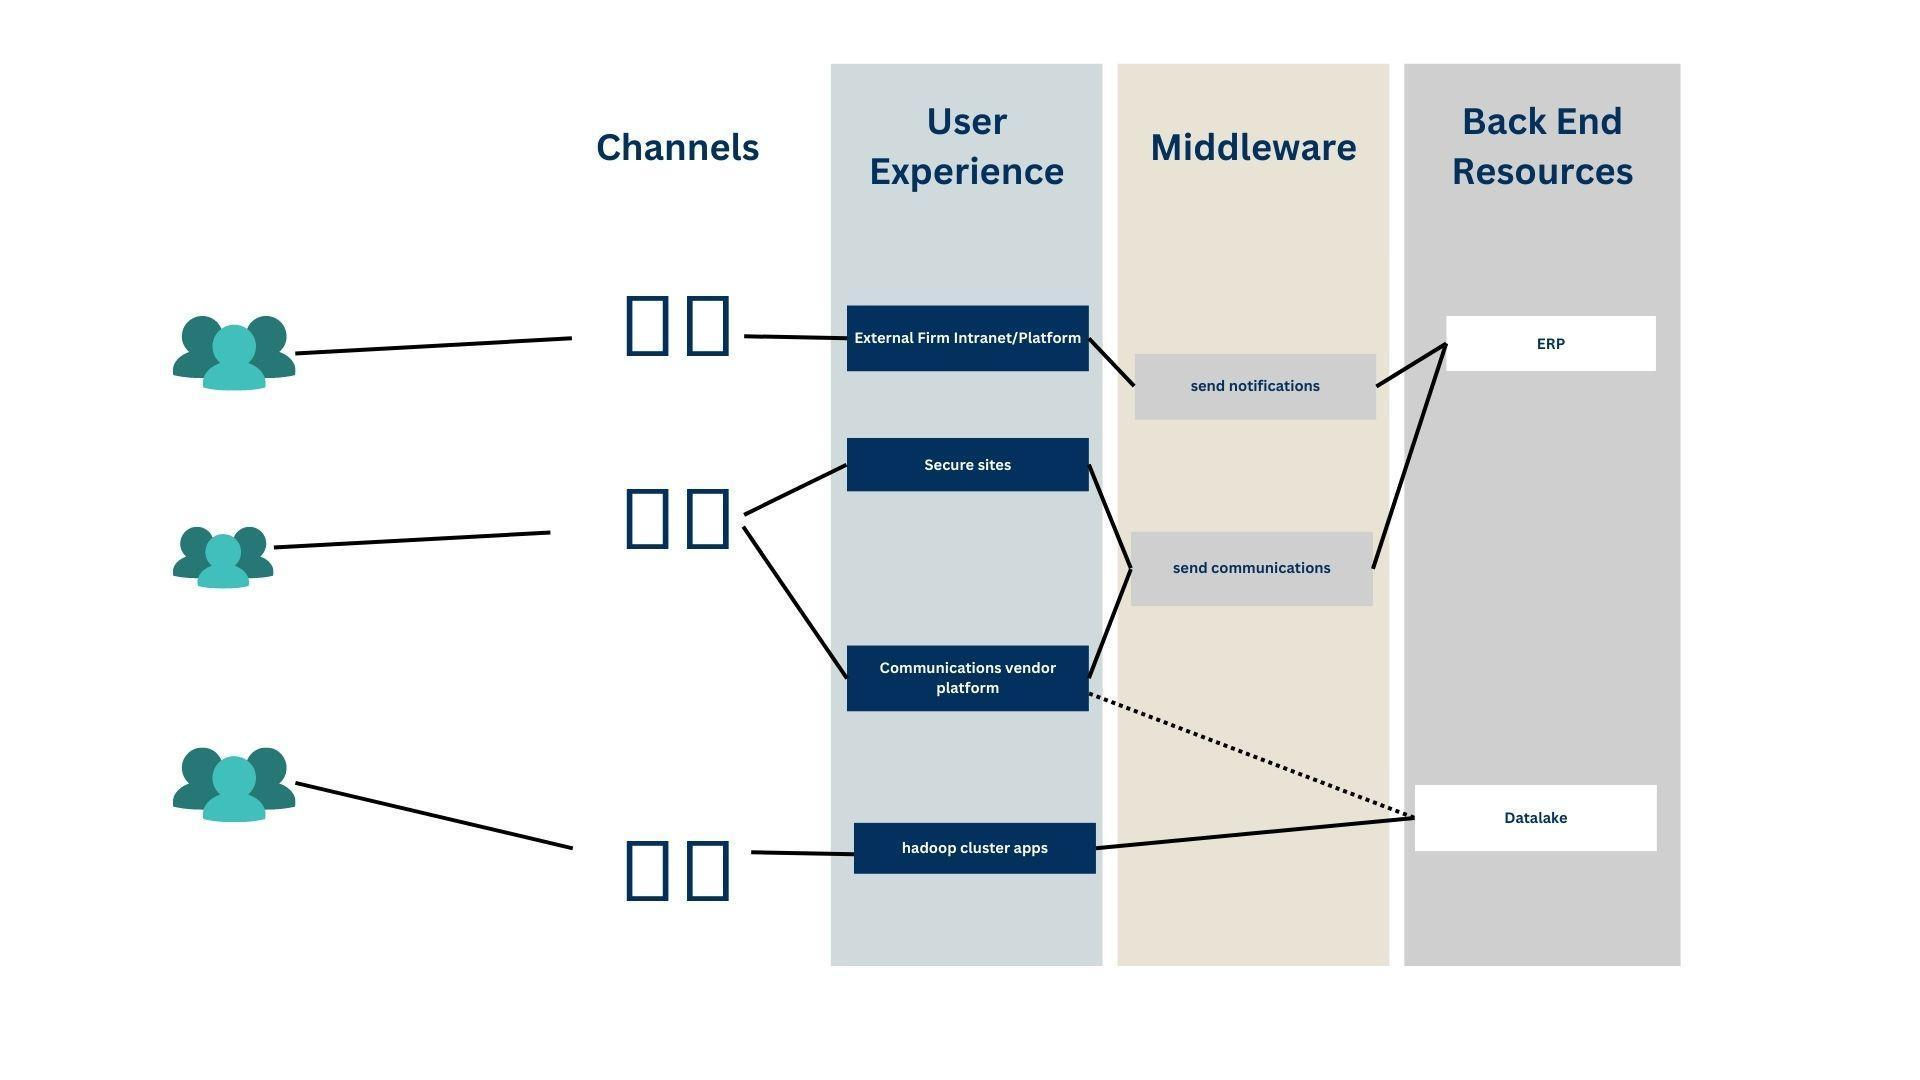 Channels
User
Experience
Middleware
Back End
Resources
External Firm Intranet/Platform
send notifications
ERP
Secure sites
send communications
Communications vendor
platform
hadoop cluster apps
Datalake